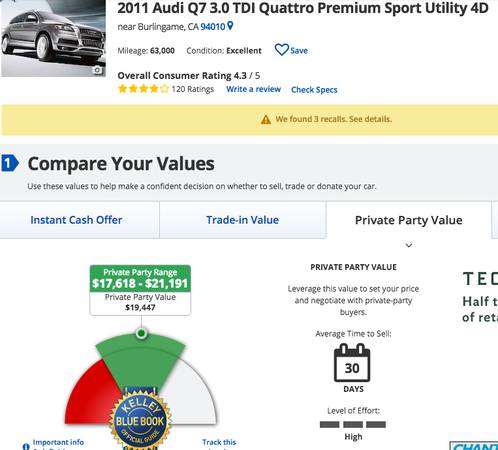 2011 Audi Q7 3.0 TDI Quattro Premium Sport Utility 4D
near Burlingame, CA 94010
Mileage: 63,000 Condition: Excellent Save
Overall Consumer Rating 4.3 / 5
120 Ratings Write a review Check Specs
We found 3 recalls. See details.
1 Compare Your Values
Use these values to help make a confident decision on whether to sell, trade or donate your car.
Instant Cash Offer Trade-in Value Private Party Value
Private Party Range
$17,618 - $21,191
Private Party Value
$19,447
KELLEY
BLUE BOOK
OFFICIAL GUIDE
Important info
Track this
PRIVATE PARTY VALUE
Leverage this value to set your price
and negotiate with private-party
buyers.
Average Time to Sell:
30
DAYS
Level of Effort:
High
TEC
Half t
of reta
CHANT